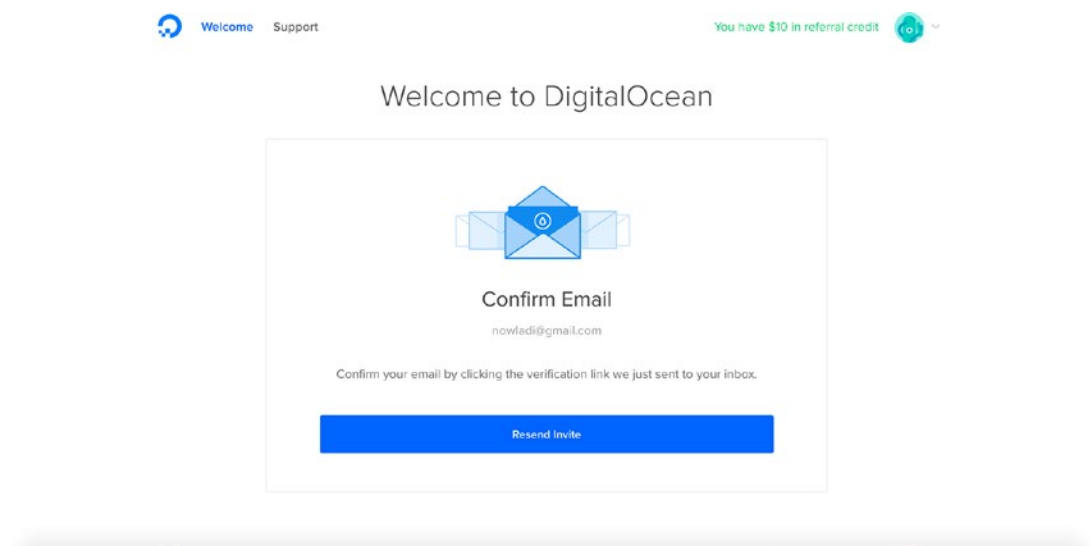 Welcome Support You have $10 in referral credit
Welcome to DigitalOcean
Confirm Email
nowladi@gmail.com
Confirm your email by clicking the verification link we just sent to your inbox.
Resend Invite